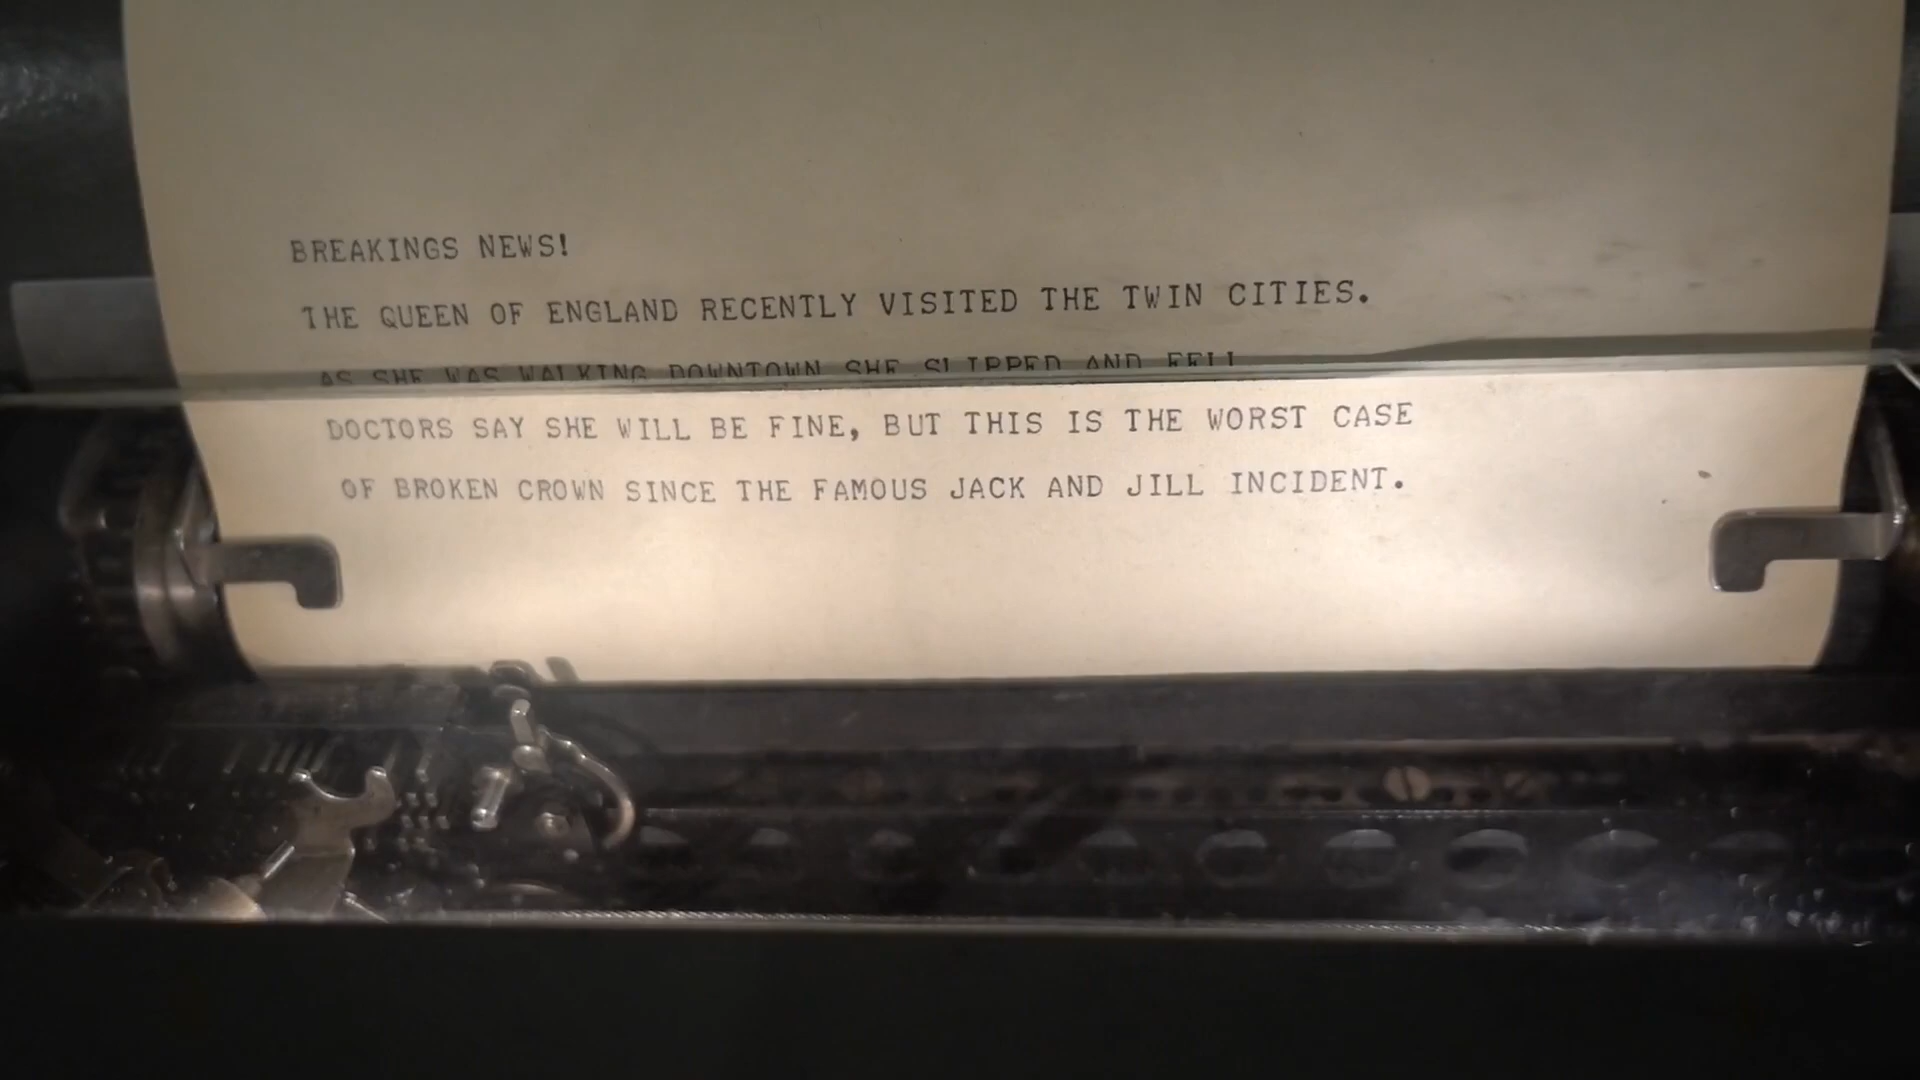 BREAKINGS NEWS!
THE QUEEN OF ENGLAND RECENTLY VISITED THE TWIN CITIES.
AS SHE WAS WALKING DOWNTOWN SHE SLIPPED AND FELL
DOCTORS SAY SHE WILL BE FINE, BUT THIS IS THE WORST CASE
OF BROKEN CROWN SINCE THE FAMOUS JACK AND JILL INCIDENT.